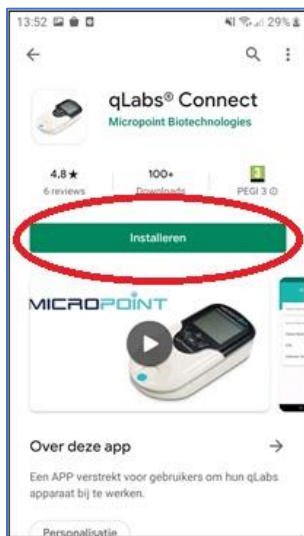 13:52
29%
qLabs® Connect
Micropoint Biotechnologies
4.8★
6 reviews
100+
Downloads
3
PEGI 3
Installeren
MICROPOINT
Over deze app
Een APP verstrekt voor gebruikers om hun qLabs
apparaat bij te werken.
Personalisatie